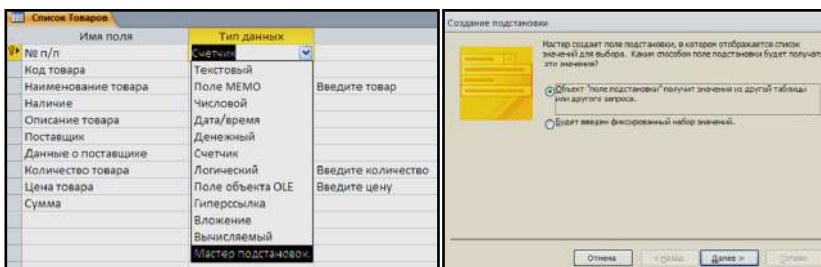 Список Товаров
Имя поля Тип данных
№ п/п Счетчик
Код товара Текстовый
Наименование товара Поле МЕМО Введите товар
Наличие Числовой
Описание товара Дата/время
Поставщик Денежный
Данные о поставщике Счетчик
Количество товара Логический Введите количество
Цена товара Поле объекта OLE Введите цену
Сумма Гиперссылка
Вложение
Вычисляемый
Мастер подстановок
Создание подстановки
Мастер создает поле подстановки, в котором отображается список
значений для выбора. Каким способом поле подстановки будет получать
эти значения?
Объект "поле подстановки" получит значения из другой таблицы
или другого запроса.
Будет введен фиксированный набор значений.
Отмена < Назад Далее > Готово